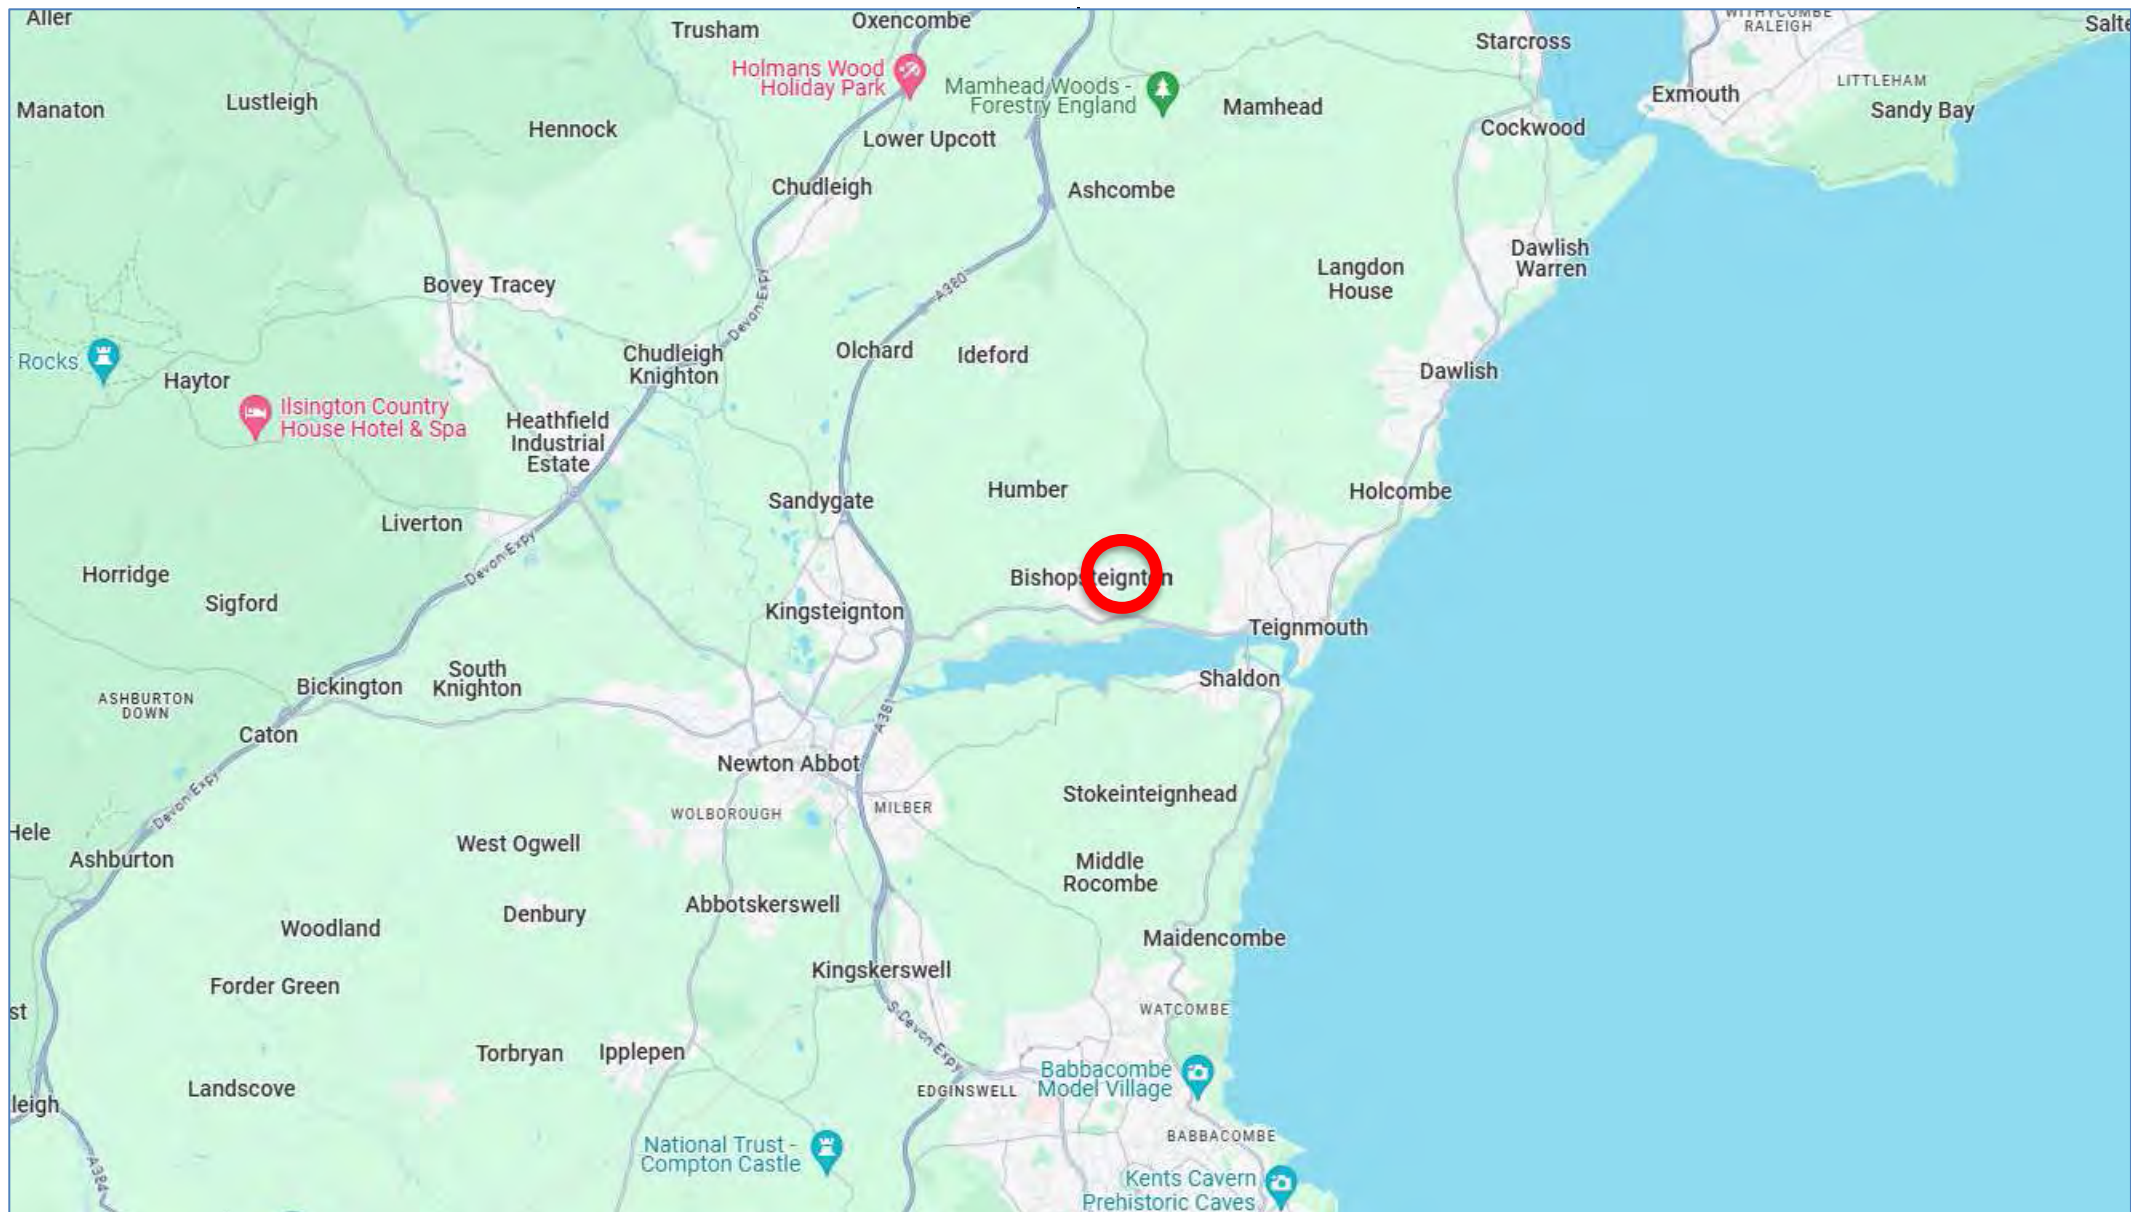 Aller
Trusham
Oxencombe
WITHYCOMBE
RALEIGH
Salte
Starcross
Holmans Wood
Holiday Park
Mamhead Woods -
Forestry England
Mamhead
Exmouth
LITTLEHAM
Sandy Bay
Manaton
Lustleigh
Hennock
Lower Upcott
Cockwood
Chudleigh
Ashcombe
Dawlish
Warren
Langdon
House
Bovey Tracey
Devon Expy
A380
Devon Expy
Rocks
Haytor
Chudleigh
Knighton
Olchard
Ideford
Dawlish
Ilsington Country
House Hotel & Spa
Heathfield
Industrial
Estate
Sandygate
Humber
Holcombe
Liverton
Devon Expy
Horridge
Sigford
Bishopsteignton
Kingsteignton
Teignmouth
Bickington
South
Knighton
Shaldon
ASHBURTON
DOWN
Caton
A381
Newton Abbot
Stokeinteignhead
WOLBOROUGH
MILBER
Devon Expy
Hele
Ashburton
West Ogwell
Middle
Rocombe
Denbury
Abbotskerswell
Woodland
Maidencombe
Forder Green
Kingskerswell
st
WATCOMBE
S Devon Expy
Torbryan
Ipplepen
Landscove
Babbacombe
Model Village
EDGINSWELL
leigh
BABBACOMBE
National Trust -
Compton Castle
A384
Kents Cavern
Prehistoric Caves